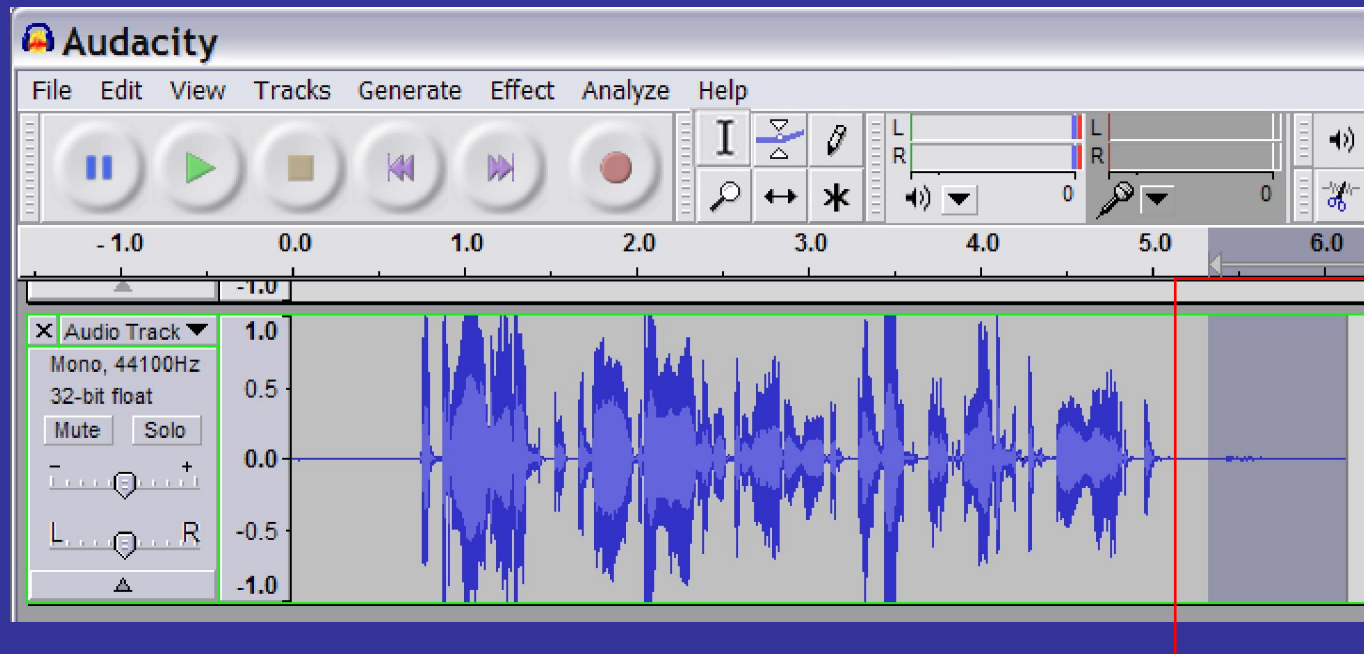 Audacity
File Edit View Tracks Generate Effect Analyze Help
L
R
0
L
R
0
- 1.0 0.0 1.0 2.0 3.0 4.0 5.0 6.0
-1.0
X Audio Track
Mono, 44100Hz
32-bit float
Mute Solo
- +
L R
1.0
0.5
0.0
-0.5
-1.0